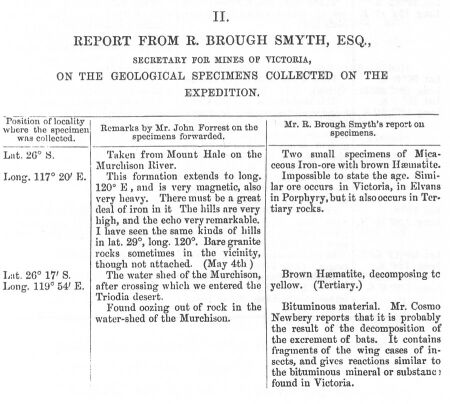 II.
REPORT FROM R. BROUGH SMYTH, ESQ.,
SECRETARY FOR MINES OF VICTORIA,
ON THE GEOLOGICAL SPECIMENS COLLECTED ON THE
EXPEDITION.
Position of locality
where the specimen
was collected.
Remarks by Mr. John Forrest on the
specimens forwarded.
Mr. R. Brough Smyth's report on
specimens.
Lat. 26° S.
Long. 117° 20′ E.
Taken from Mount Hale on the
Murchison River.
This formation extends to long.
120° E, and is very magnetic, also
very heavy. There must be a great
deal of iron in it The hills are very
high, and the echo very remarkable.
I have seen the same kinds of hills
in lat. 29°, long. 120°. Bare granite
rocks sometimes in the vicinity,
though not attached. (May 4th)
Two small specimens of Mica-
ceous Iron-ore with brown Hæmatite.
Impossible to state the age. Simil-
ar ore occurs in Victoria, in Elvans
in Porphyry, but it also occurs in Ter-
tiary rocks.
Lat. 26° 17′ S.
Long. 119° 54′ E.
The water shed of the Murchison,
after crossing which we entered the
Triodia desert.
Found oozing out of rock in the
water-shed of the Murchison.
Brown Hæmatite, decomposing to
yellow. (Tertiary.)
Bituminous material. Mr. Cosmo
Newbery reports that it is probably
the result of the decomposition of
the excrement of bats. It contains
fragments of the wing cases of in-
sects, and gives reactions similar to
the bituminous mineral or substance
found in Victoria.